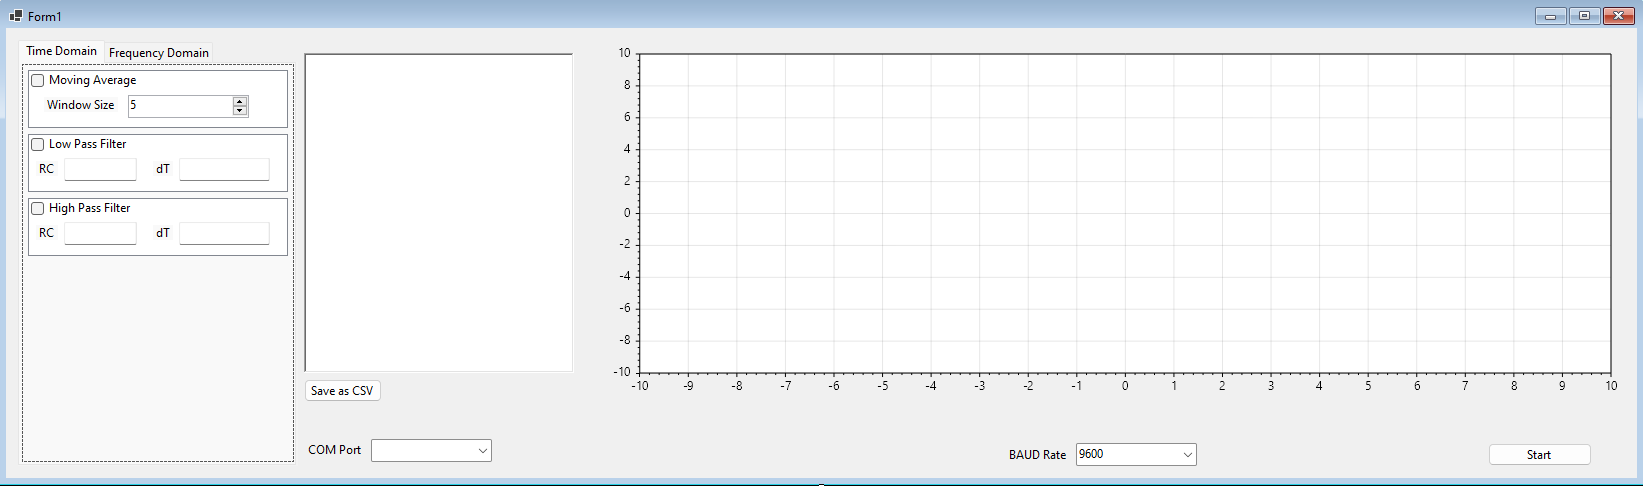 Form1
Time Domain
Frequency Domain
Moving Average
Window Size 5
Low Pass Filter
RC dT
High Pass Filter
RC dT
Save as CSV
COM Port
10
8
6
4
2
0
-2
-4
-6
-8
-10
-10 -9 -8 -7 -6 -5 -4 -3 -2 -1 0 1 2 3 4 5 6 7 8 9 10
BAUD Rate 9600
Start